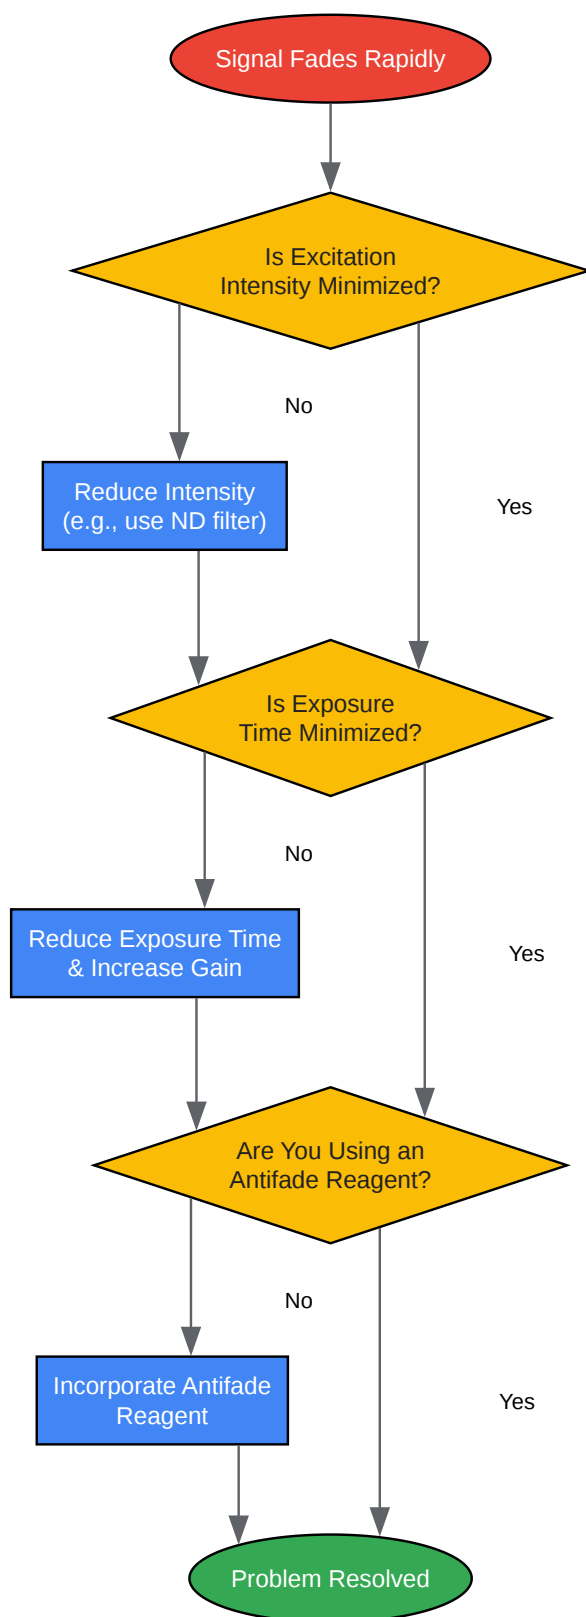 Signal Fades Rapidly
Is Excitation
Intensity Minimized?
No
Reduce Intensity
(e.g., use ND filter)
Yes
Is Exposure
Time Minimized?
No
Reduce Exposure Time
& Increase Gain
Yes
Are You Using an
Antifade Reagent?
No
Incorporate Antifade
Reagent
Yes
Problem Resolved